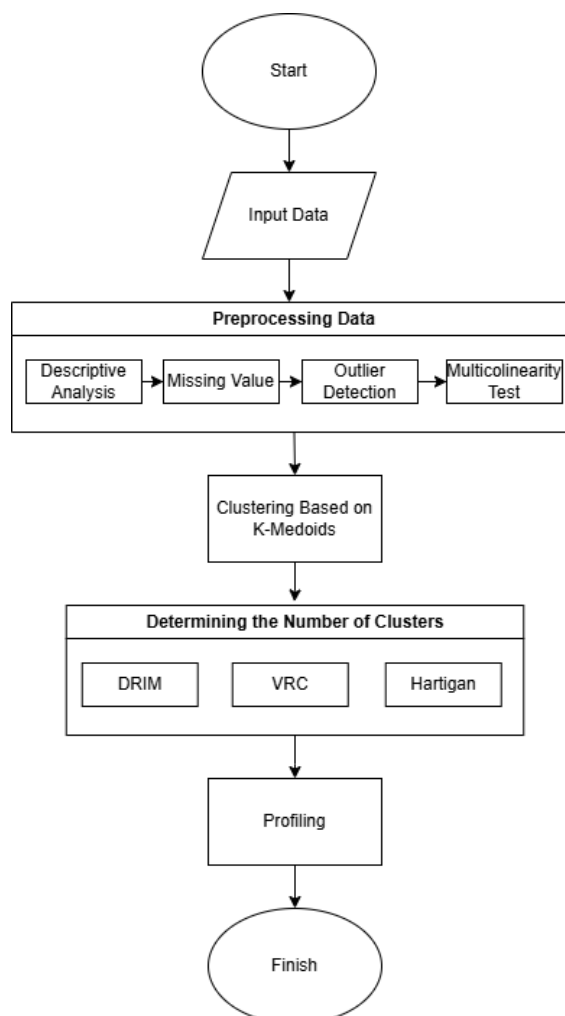 Start
Input Data
Preprocessing Data
Descriptive
Analysis
Missing Value
Outlier
Detection
Multicolinearity
Test
Clustering Based on
K-Medoids
Determining the Number of Clusters
DRIM
VRC
Hartigan
Profiling
Finish